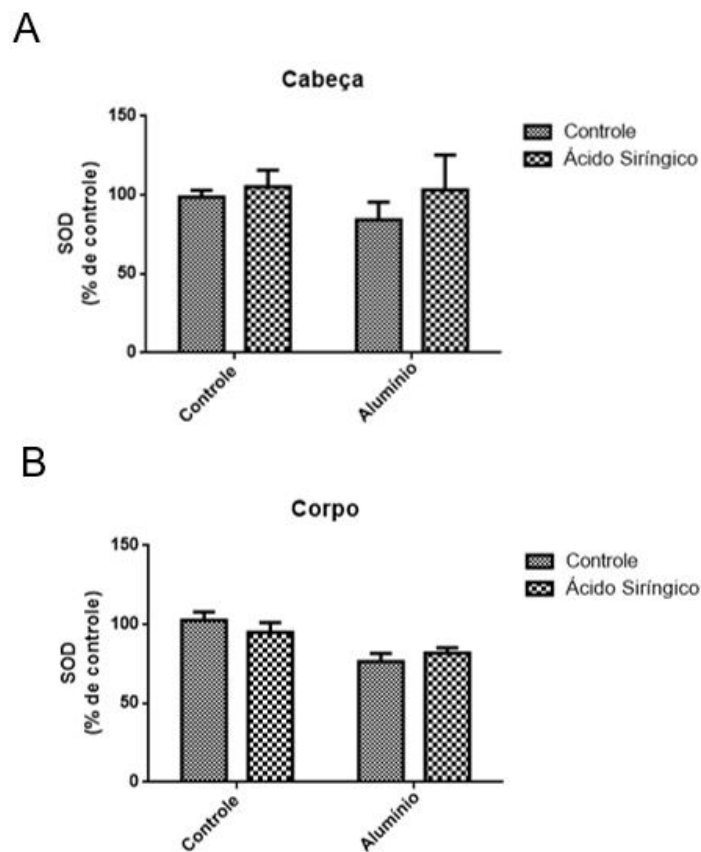 A
Cabeça
150
100
50
0
SOD
(% de controle)
Controle
Alumínio
Controle
Ácido Siríngico
B
Corpo
150
100
50
0
SOD
(% de controle)
Controle
Alumínio
Controle
Ácido Siríngico